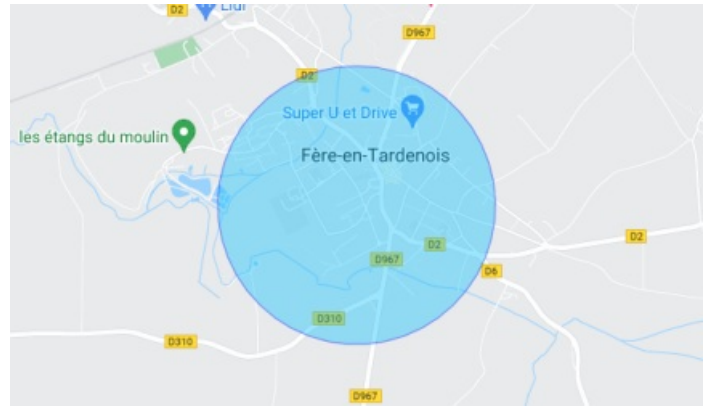 D2
Lidl
D967
D2
Super U et Drive
les étangs du moulin
Fère-en-Tardenois
D2
D2
D967
D6
D310
D310
D967